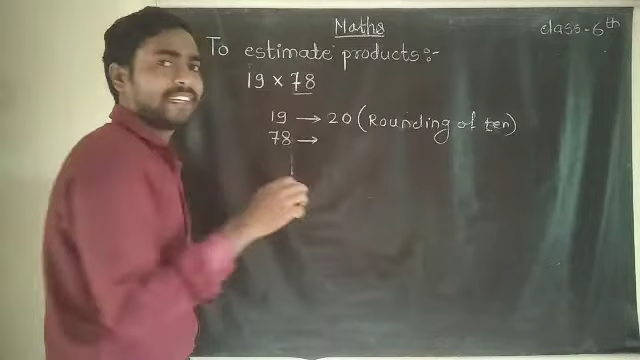 Maths
class-6th
To estimate products:-
19 × 78
19 → 20 (Rounding of ten)
78 →